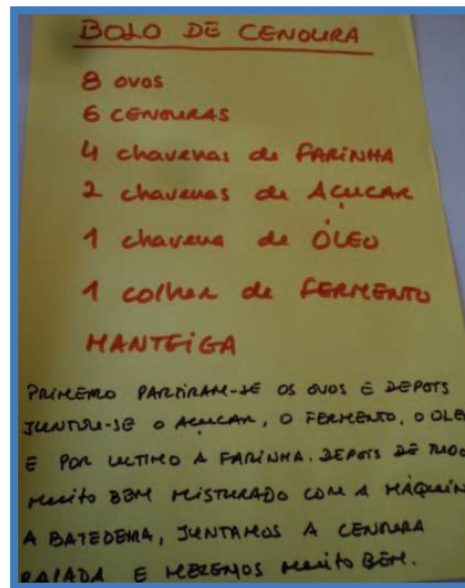 BOLO DE CENOURA
8 ovos
6 CENOURAS
4 chavenas de FARINHA
2 chavenas de AÇUCAR
1 chavena de ÓLEO
1 colher de FERMENTO
MANTEIGA
PRIMEIRO PARTIRAM-SE OS OVOS E DEPOIS
JUNTOU-SE O AÇUCAR, O FERMENTO, O OLEO
E POR ULTIMO A FARINHA. DEPOIS DE TUDO
muito BEM MISTURADO COM A MÁQUIN
A BATEDEIRA, JUNTAMOS A CENOURA
RALADA E MEXEMOS muito BEM.